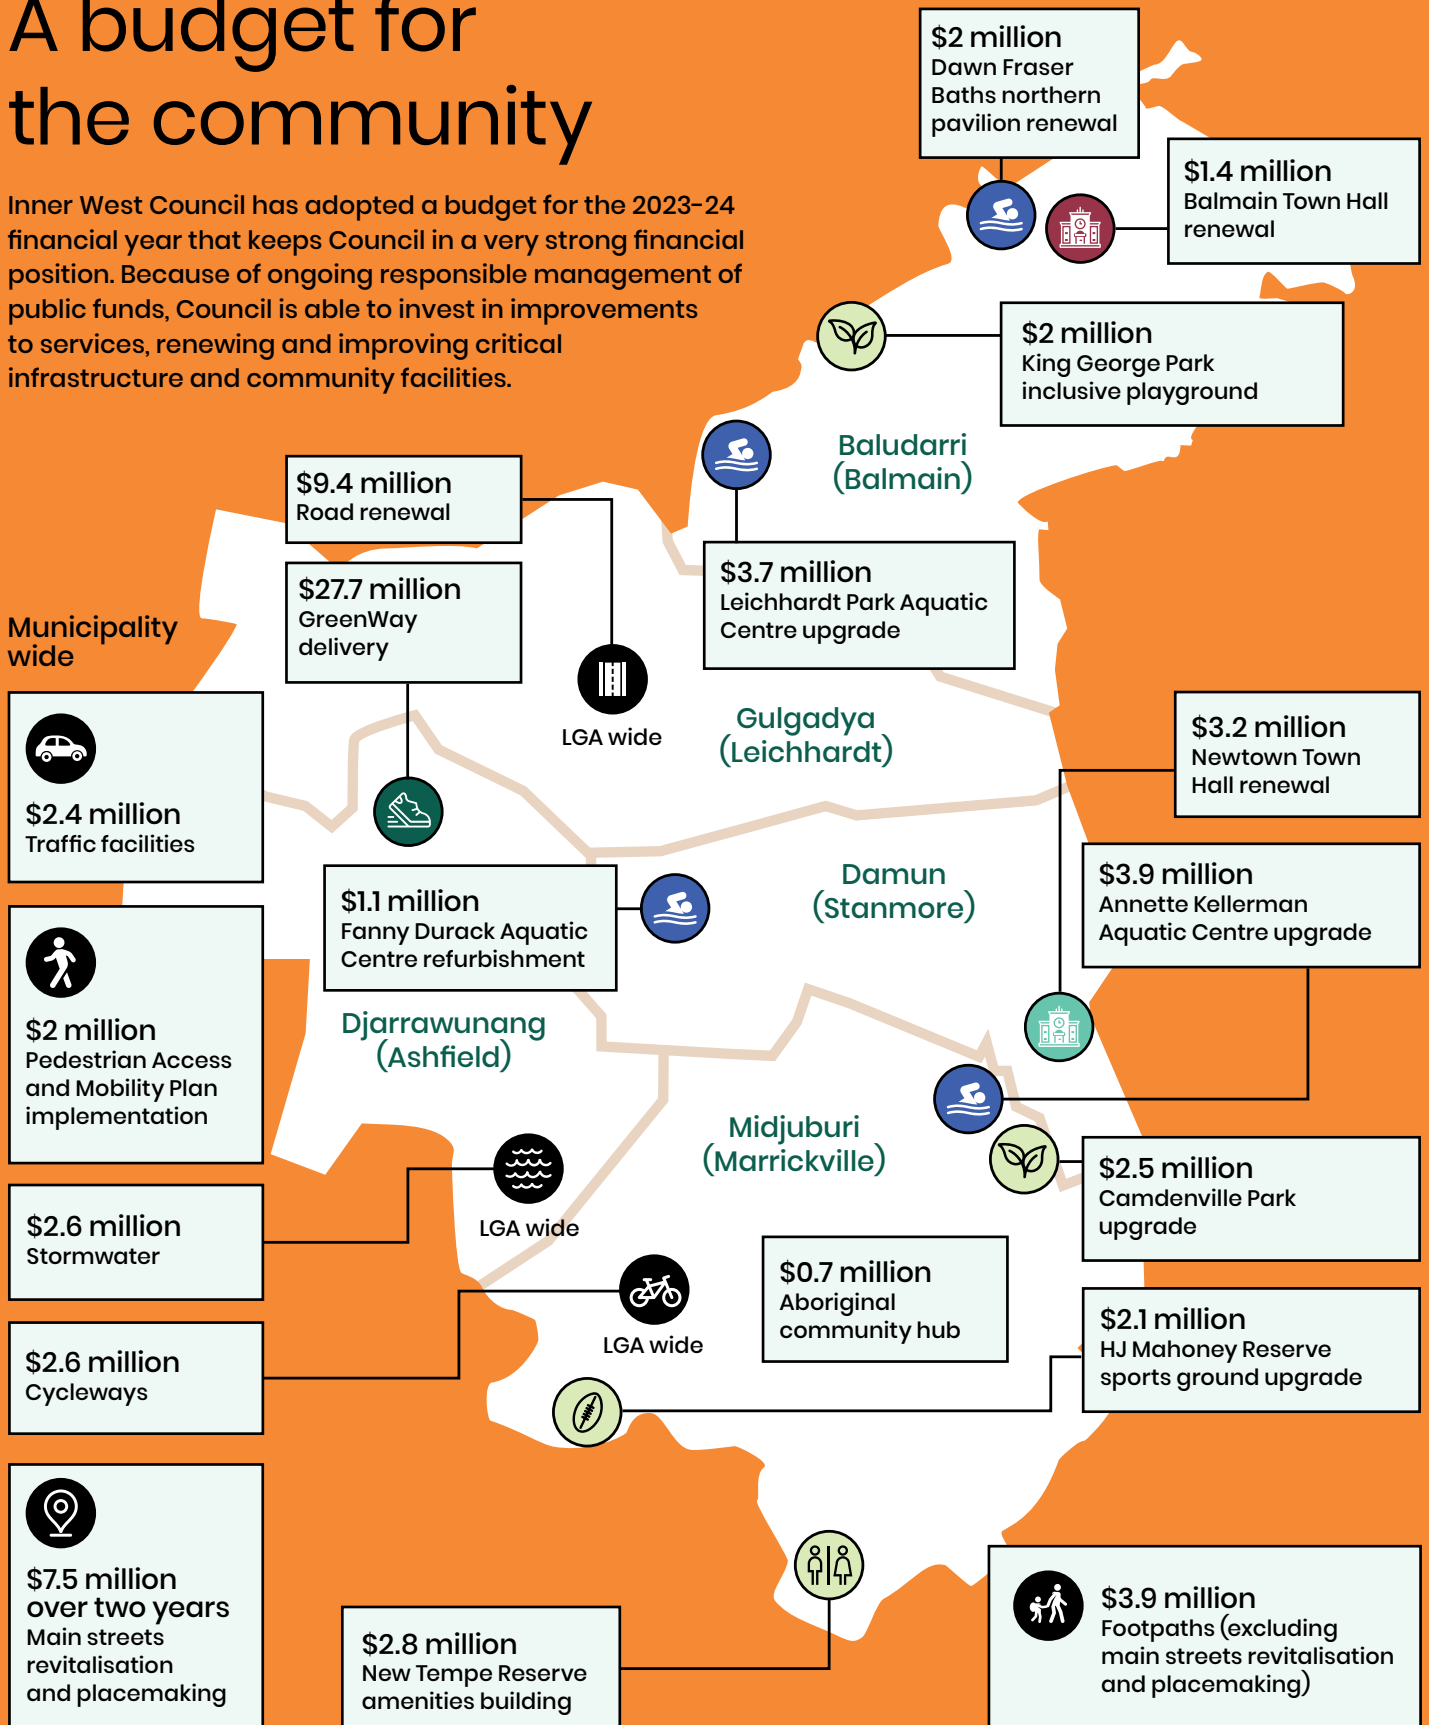 A budget for
the community
Inner West Council has adopted a budget for the 2023-24
financial year that keeps Council in a very strong financial
position. Because of ongoing responsible management of
public funds, Council is able to invest in improvements
to services, renewing and improving critical
infrastructure and community facilities.
$2 million
Dawn Fraser
Baths northern
pavilion renewal
$1.4 million
Balmain Town Hall
renewal
$2 million
King George Park
inclusive playground
Baludarri
(Balmain)
$9.4 million
Road renewal
$27.7 million
GreenWay
delivery
$3.7 million
Leichhardt Park Aquatic
Centre upgrade
LGA wide
Gulgadya
(Leichhardt)
Municipality
wide
$2.4 million
Traffic facilities
$3.2 million
Newtown Town
Hall renewal
$1.1 million
Fanny Durack Aquatic
Centre refurbishment
Damun
(Stanmore)
$3.9 million
Annette Kellerman
Aquatic Centre upgrade
$2 million
Pedestrian Access
and Mobility Plan
implementation
Djarrawunang
(Ashfield)
Midjuburi
(Marrickville)
$2.5 million
Camdenville Park
upgrade
$2.6 million
Stormwater
LGA wide
$0.7 million
Aboriginal
community hub
$2.6 million
Cycleways
LGA wide
$2.1 million
HJ Mahoney Reserve
sports ground upgrade
$7.5 million
over two years
Main streets
revitalisation
and placemaking
$2.8 million
New Tempe Reserve
amenities building
$3.9 million
Footpaths (excluding
main streets revitalisation
and placemaking)